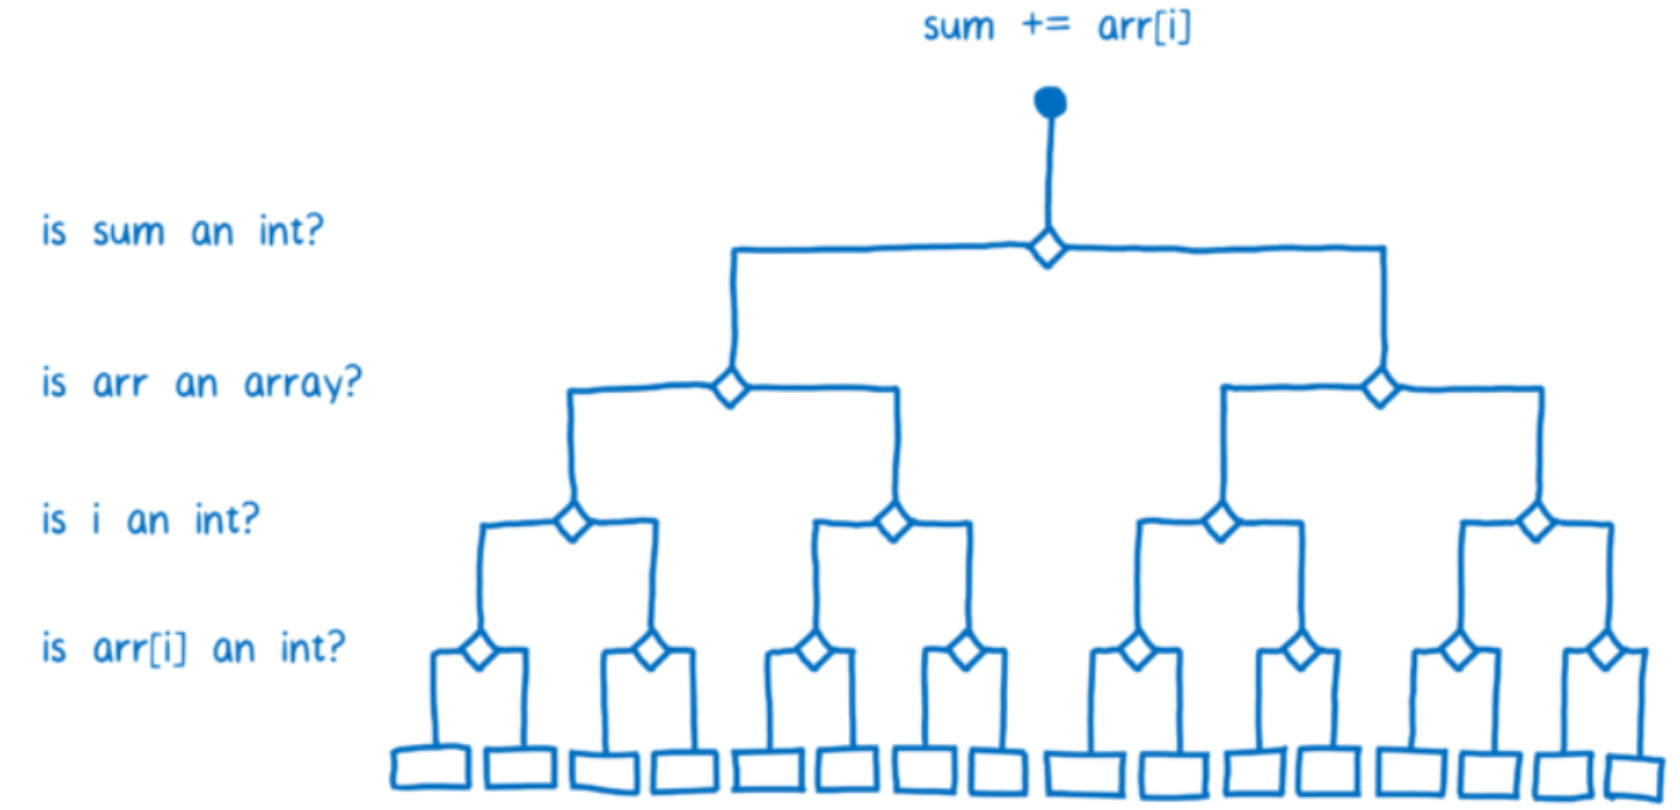 sum += arr[i]
is sum an int?
is arr an array?
is i an int?
is arr[i] an int?